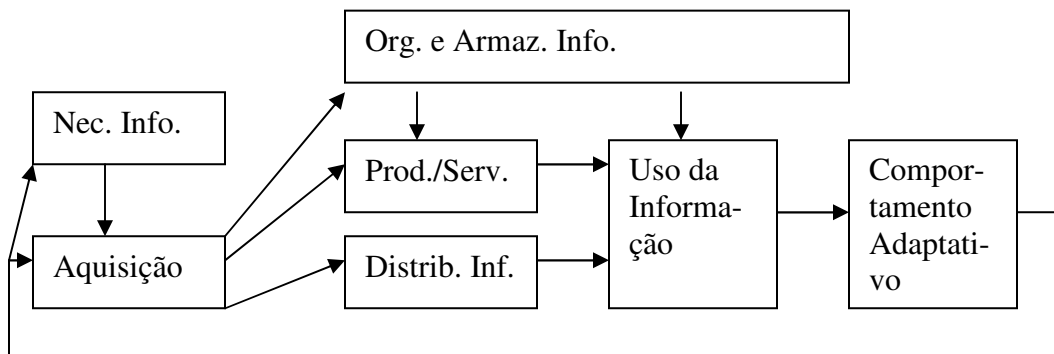 Org. e Armaz. Info.
Nec. Info.
Prod./Serv.
Uso da
Informa-
ção
Compor-
tamento
Adaptati-
vo
Aquisição
Distrib. Inf.